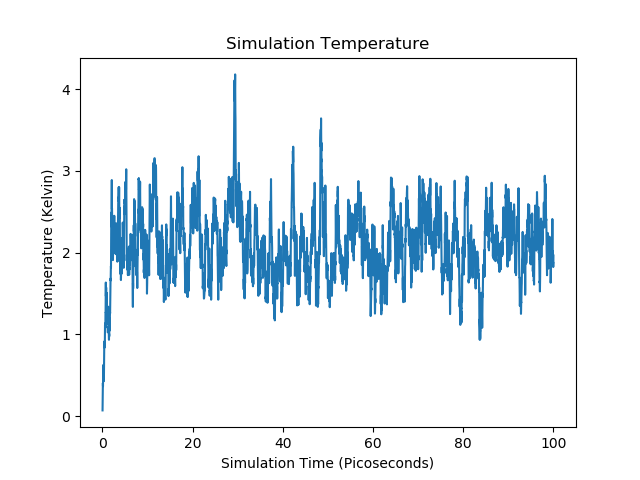 Simulation Temperature
Temperature (Kelvin)
4
3
2
1
0
0 20 40 60 80 100
Simulation Time (Picoseconds)